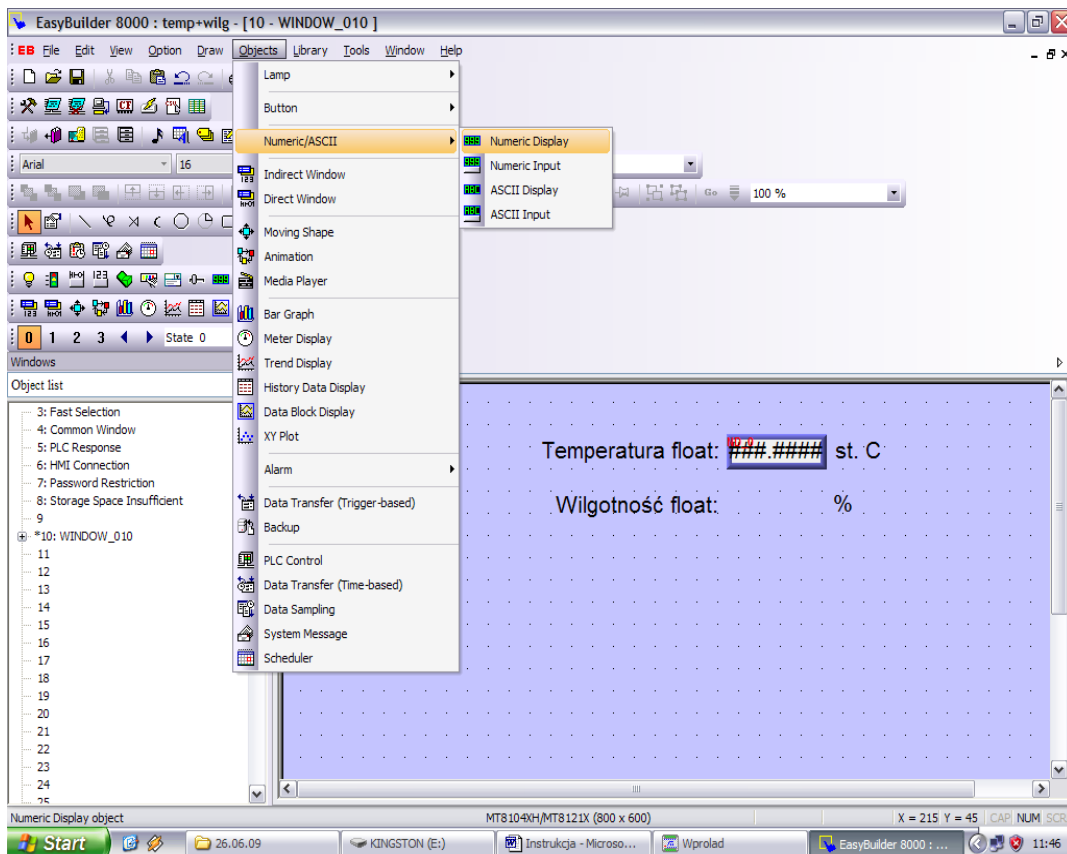 EasyBuilder 8000 : temp+wilg - [10 - WINDOW_010 ]
EB File Edit View Option Draw Objects Library Tools Window Help
Arial 16
Go 100 %
0 1 2 3 State 0
Windows
Object list
3: Fast Selection
4: Common Window
5: PLC Response
6: HMI Connection
7: Password Restriction
8: Storage Space Insufficient
9
*10: WINDOW_010
11
12
13
14
15
16
17
18
19
20
21
22
23
24
25
Lamp
Button
Numeric/ASCII
Indirect Window
Direct Window
Moving Shape
Animation
Media Player
Bar Graph
Meter Display
Trend Display
History Data Display
Data Block Display
XY Plot
Alarm
Data Transfer (Trigger-based)
Backup
PLC Control
Data Transfer (Time-based)
Data Sampling
System Message
Scheduler
Numeric Display
Numeric Input
ASCII Display
ASCII Input
Temperatura float: ###.#### st. C
Wilgotność float: %
Numeric Display object MT8104XH/MT8121X (800 x 600) X = 215 Y = 45 CAP NUM SCR
Start 26.06.09 KINGSTON (E:) Instrukcja - Microso... Wprolad EasyBuilder 8000 : ... 11:46